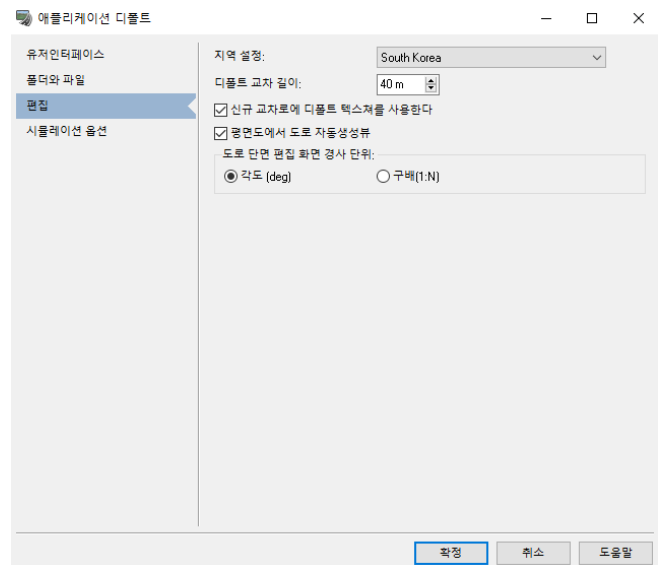 애플리케이션 디폴트
유저인터페이스
폴더와 파일
편집
시플레이션 옵션
지역 설정: South Korea
디폴트 교차 길이: 40 m
신규 교차로에 디폴트 텍스쳐를 사용한다
평면도에서 도로 자동생성뷰
도로 단면 편집 화면 경사 단위:
각도 (deg) 구배(1:N)
확정 취소 도움말